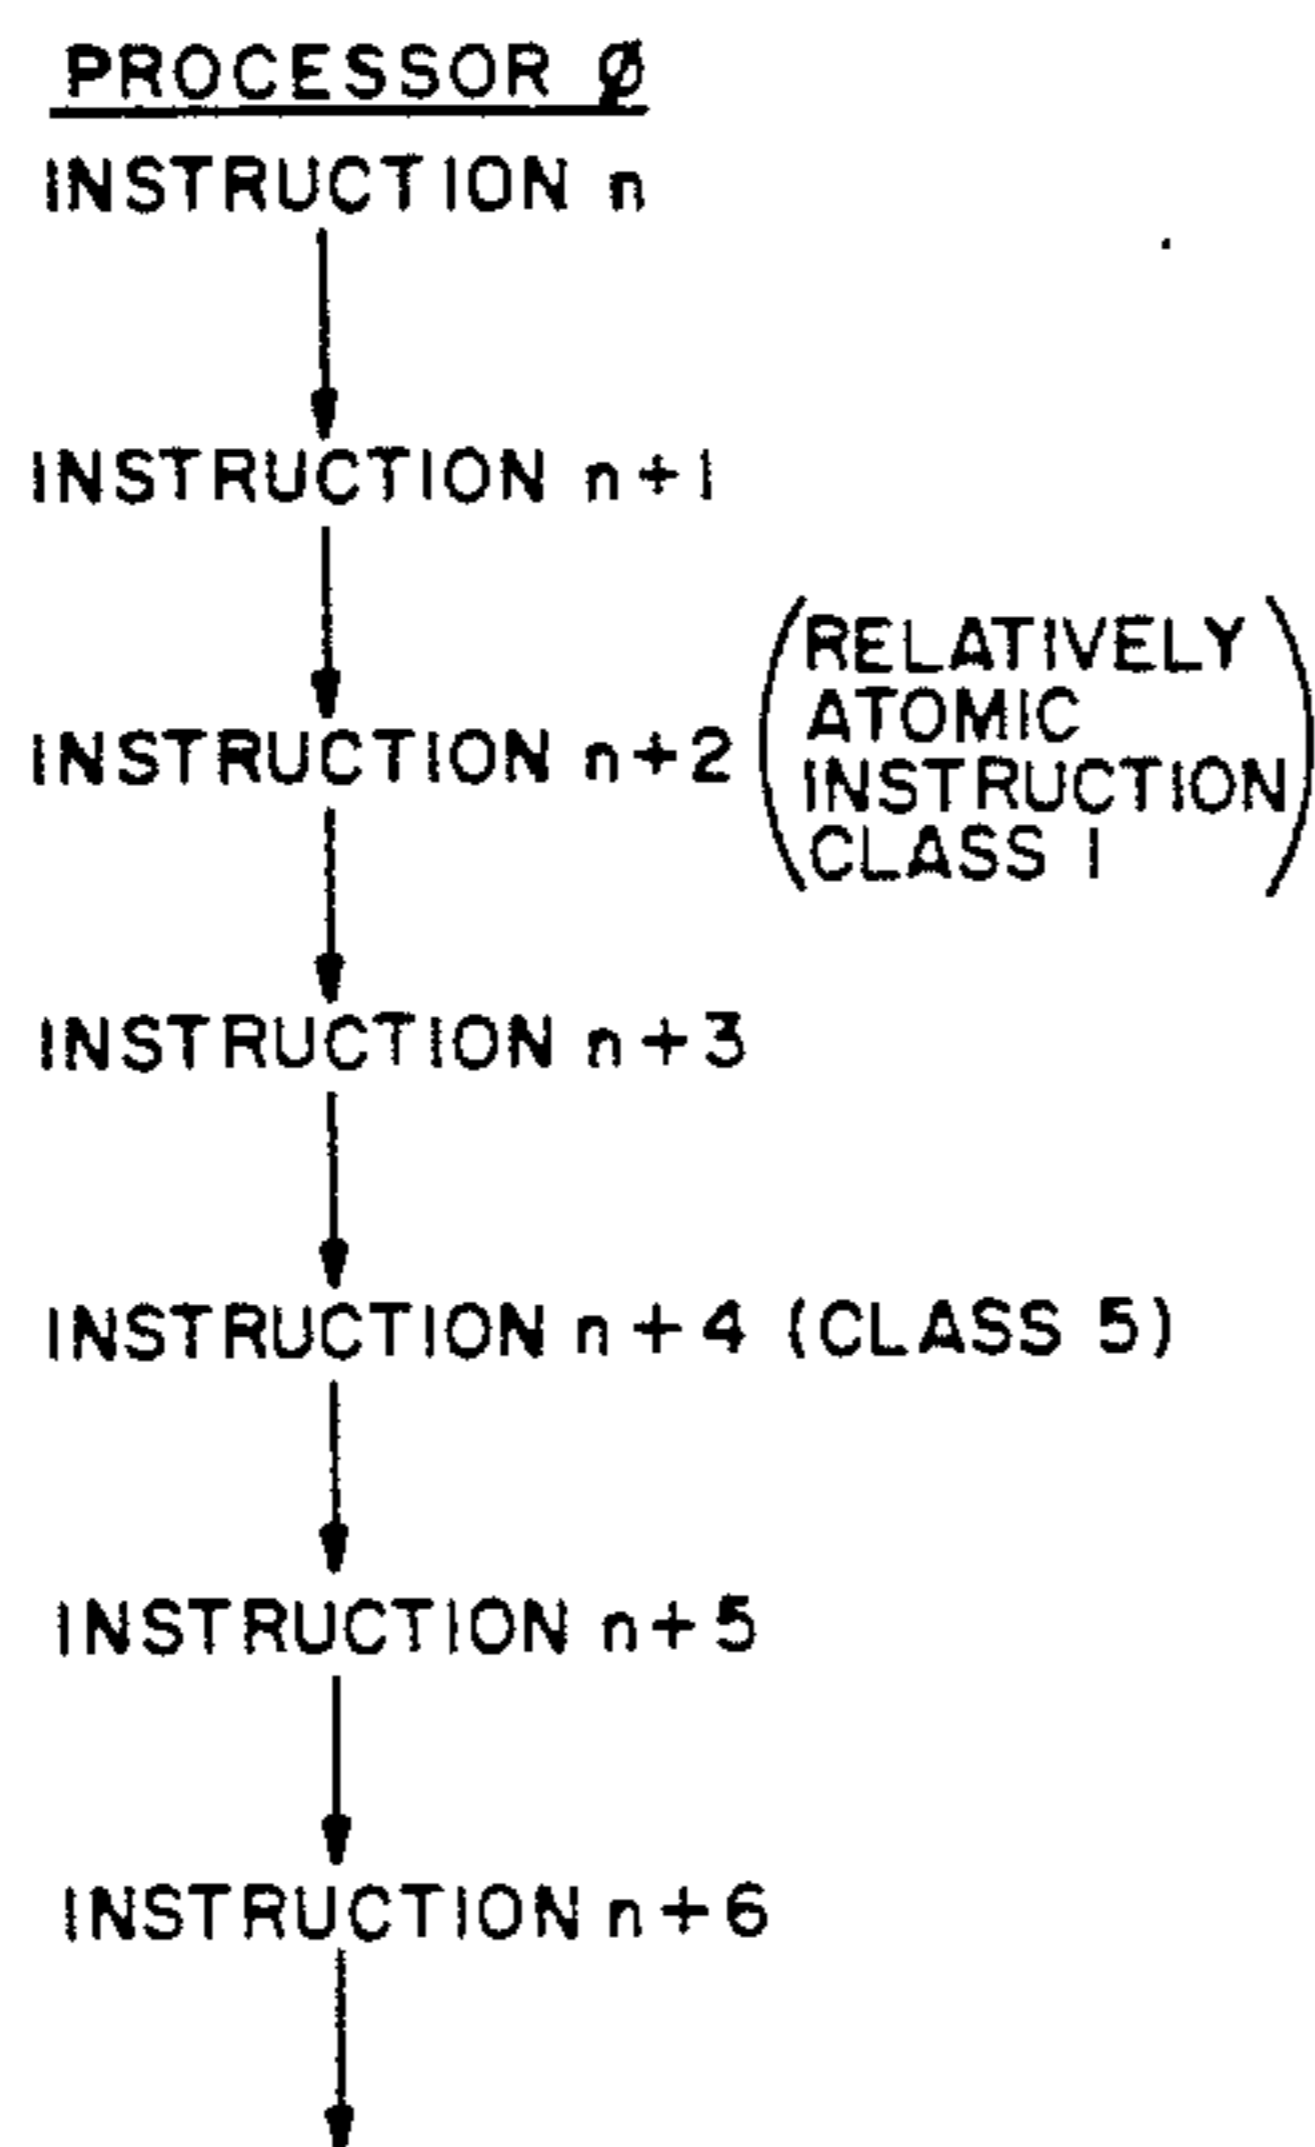 PROCESSOR Ø
INSTRUCTION n
INSTRUCTION n+1
INSTRUCTION n+2 (RELATIVELY
ATOMIC
INSTRUCTION
CLASS 1)
INSTRUCTION n+3
INSTRUCTION n+4 (CLASS 5)
INSTRUCTION n+5
INSTRUCTION n+6